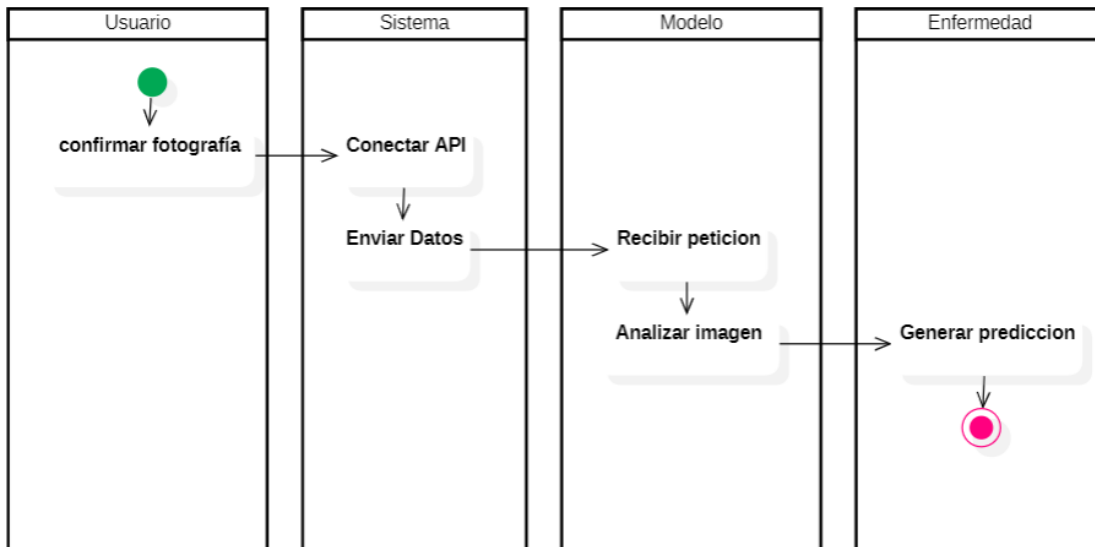 Usuario
Sistema
Modelo
Enfermedad
confirmar fotografía
Conectar API
Enviar Datos
Recibir peticion
Analizar imagen
Generar prediccion